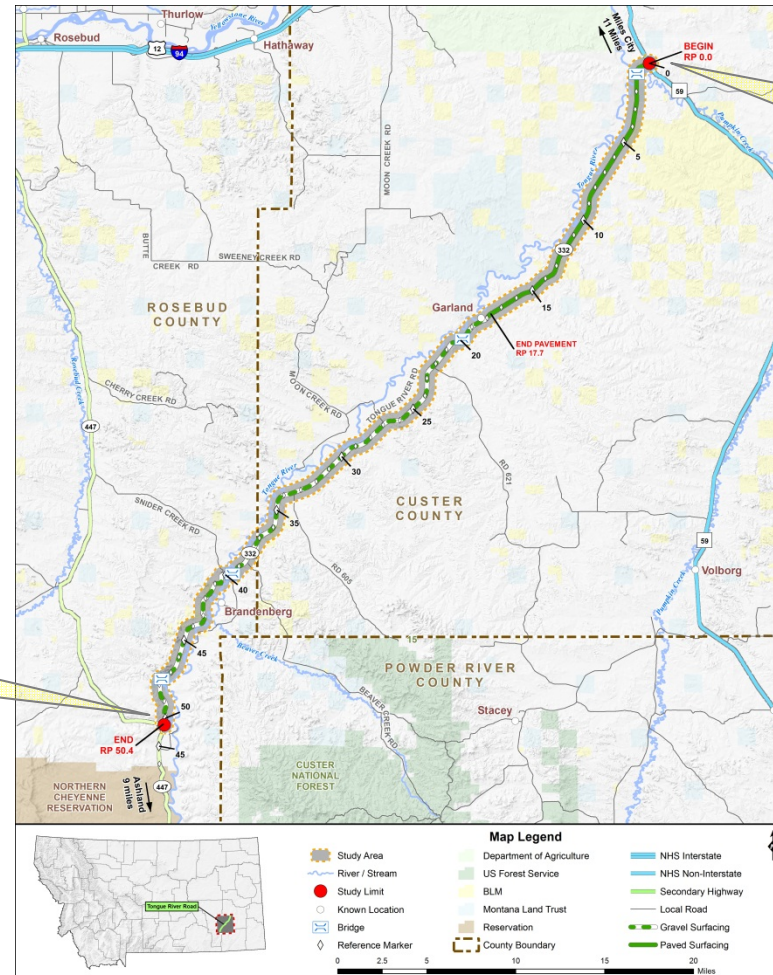 Thurlow
Yellowstone River
Rosebud
12
94
Hathaway
Miles City
11 Miles
BEGIN
RP 0.0
0
59
Pumpkin Creek
MOON CREEK RD
Tongue River
5
10
332
BUTTE
CREEK RD
SWEENEY CREEK RD
ROSEBUD
COUNTY
Garland
15
END PAVEMENT
RP 17.7
20
Rosebud Creek
MOON CREEK RD
TONGUE RIVER RD
CHERRY CREEK RD
25
447
30
RD 621
Tongue River
CUSTER
COUNTY
35
SNIDER CREEK RD
59
332
RD 605
Volborg
40
Pumpkin Creek
Brandenberg
45
15
Beaver Creek
POWDER RIVER
COUNTY
BEAVER CREEK RD
Stacey
50
END
RP 50.4
45
CUSTER
NATIONAL
FOREST
NORTHERN
CHEYENNE
RESERVATION
447
Ashland
9 miles
Map Legend
Tongue River Road
Study Area
River / Stream
Study Limit
Known Location
Bridge
Reference Marker
Department of Agriculture
US Forest Service
BLM
Montana Land Trust
Reservation
County Boundary
NHS Interstate
NHS Non-Interstate
Secondary Highway
Local Road
Gravel Surfacing
Paved Surfacing
0 5 10 15 20
Miles